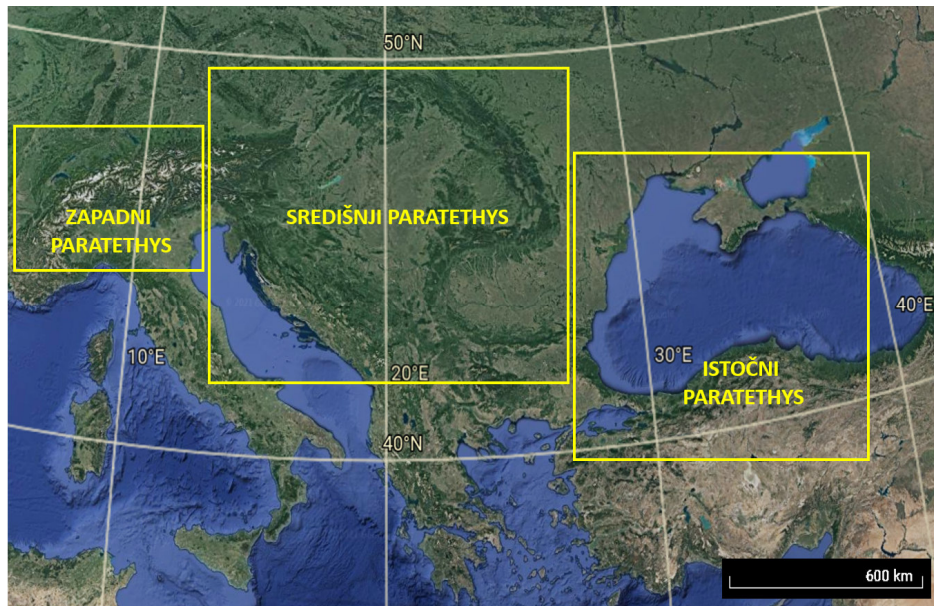 50°N
ZAPADNI
PARATETHYS
SREDIŠNJI PARATETHYS
40°E
10°E
30°E
ISTOČNI
PARATETHYS
20°E
40°N
600 km